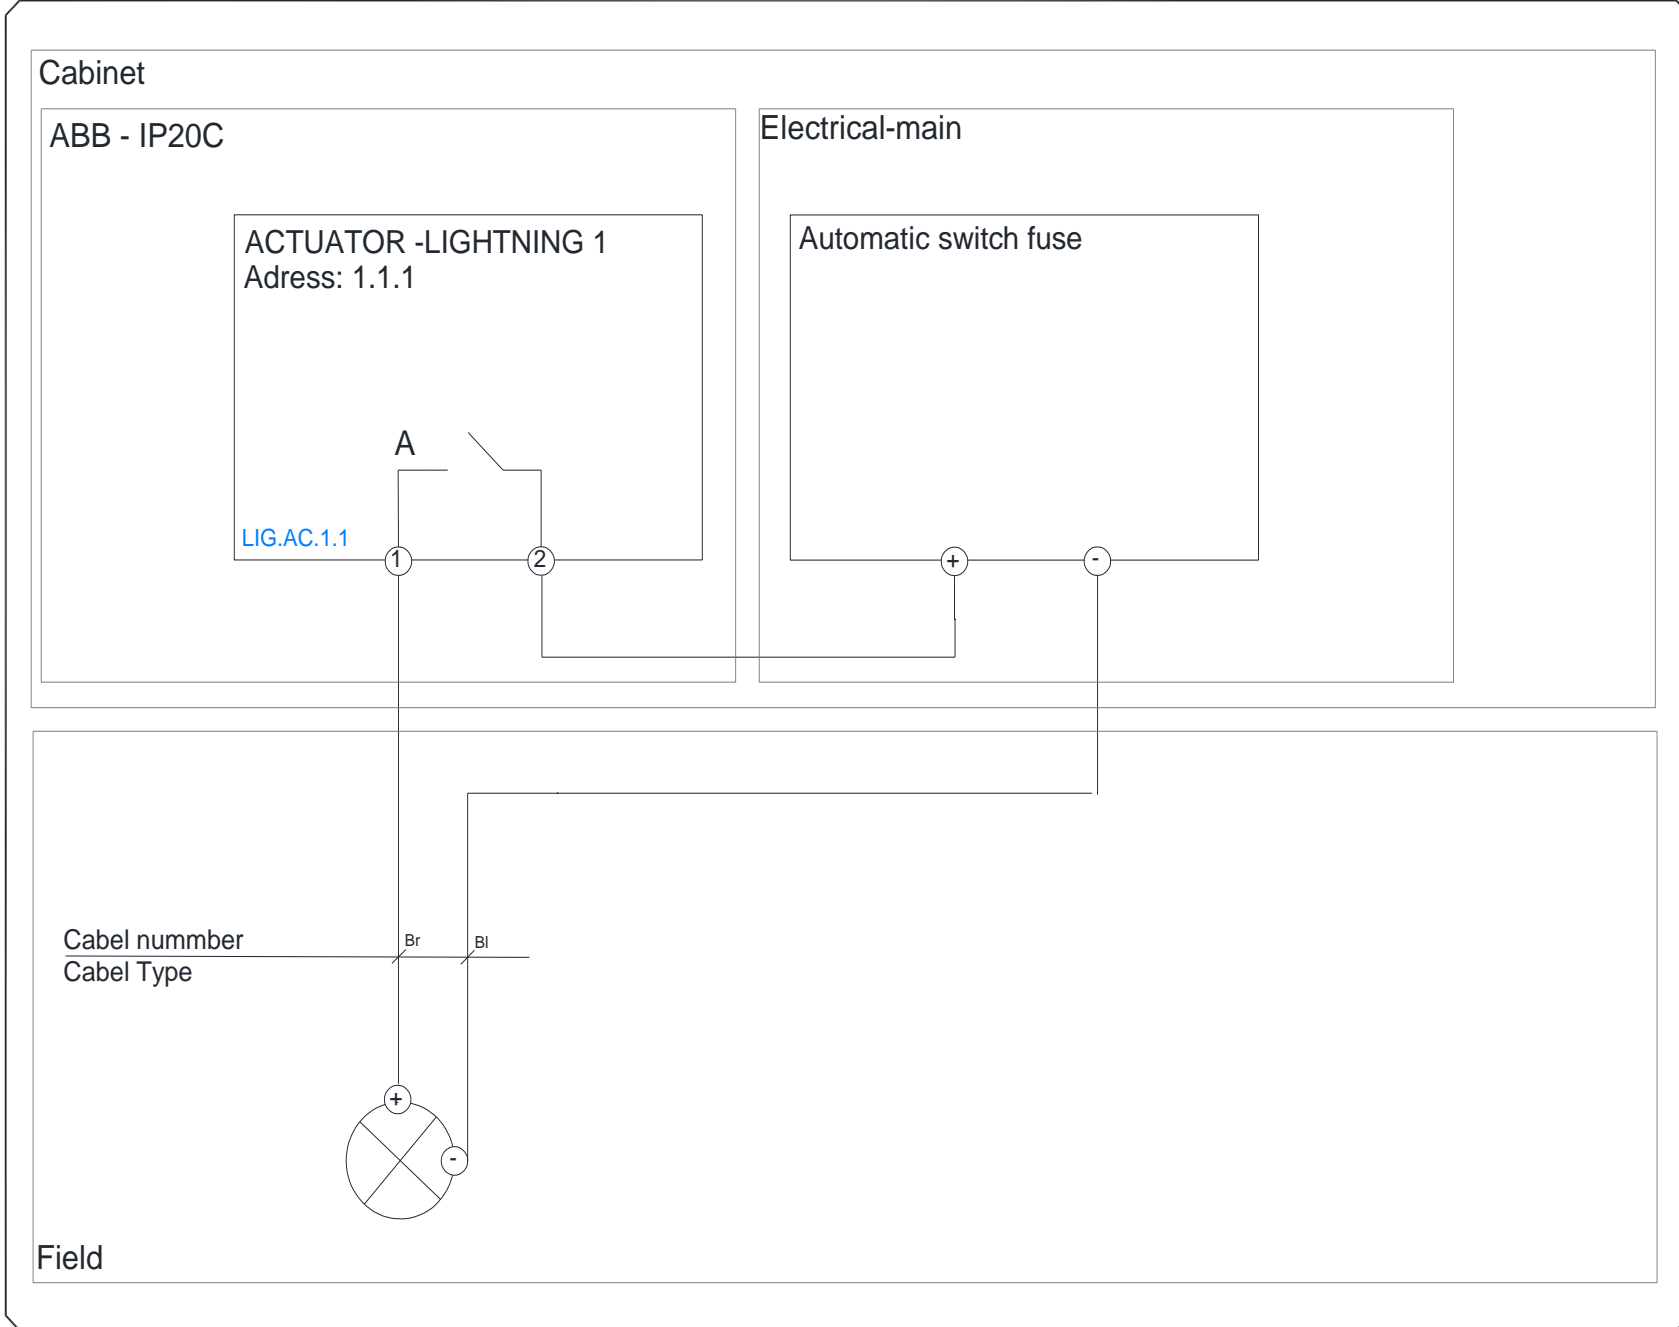 Cabinet
ABB - IP20C
Electrical-main
ACTUATOR -LIGHTNING 1
Adress: 1.1.1
Automatic switch fuse
A
LIG.AC.1.1
1
2
+
-
Cabel nummber
Br
Bl
Cabel Type
+
-
Field